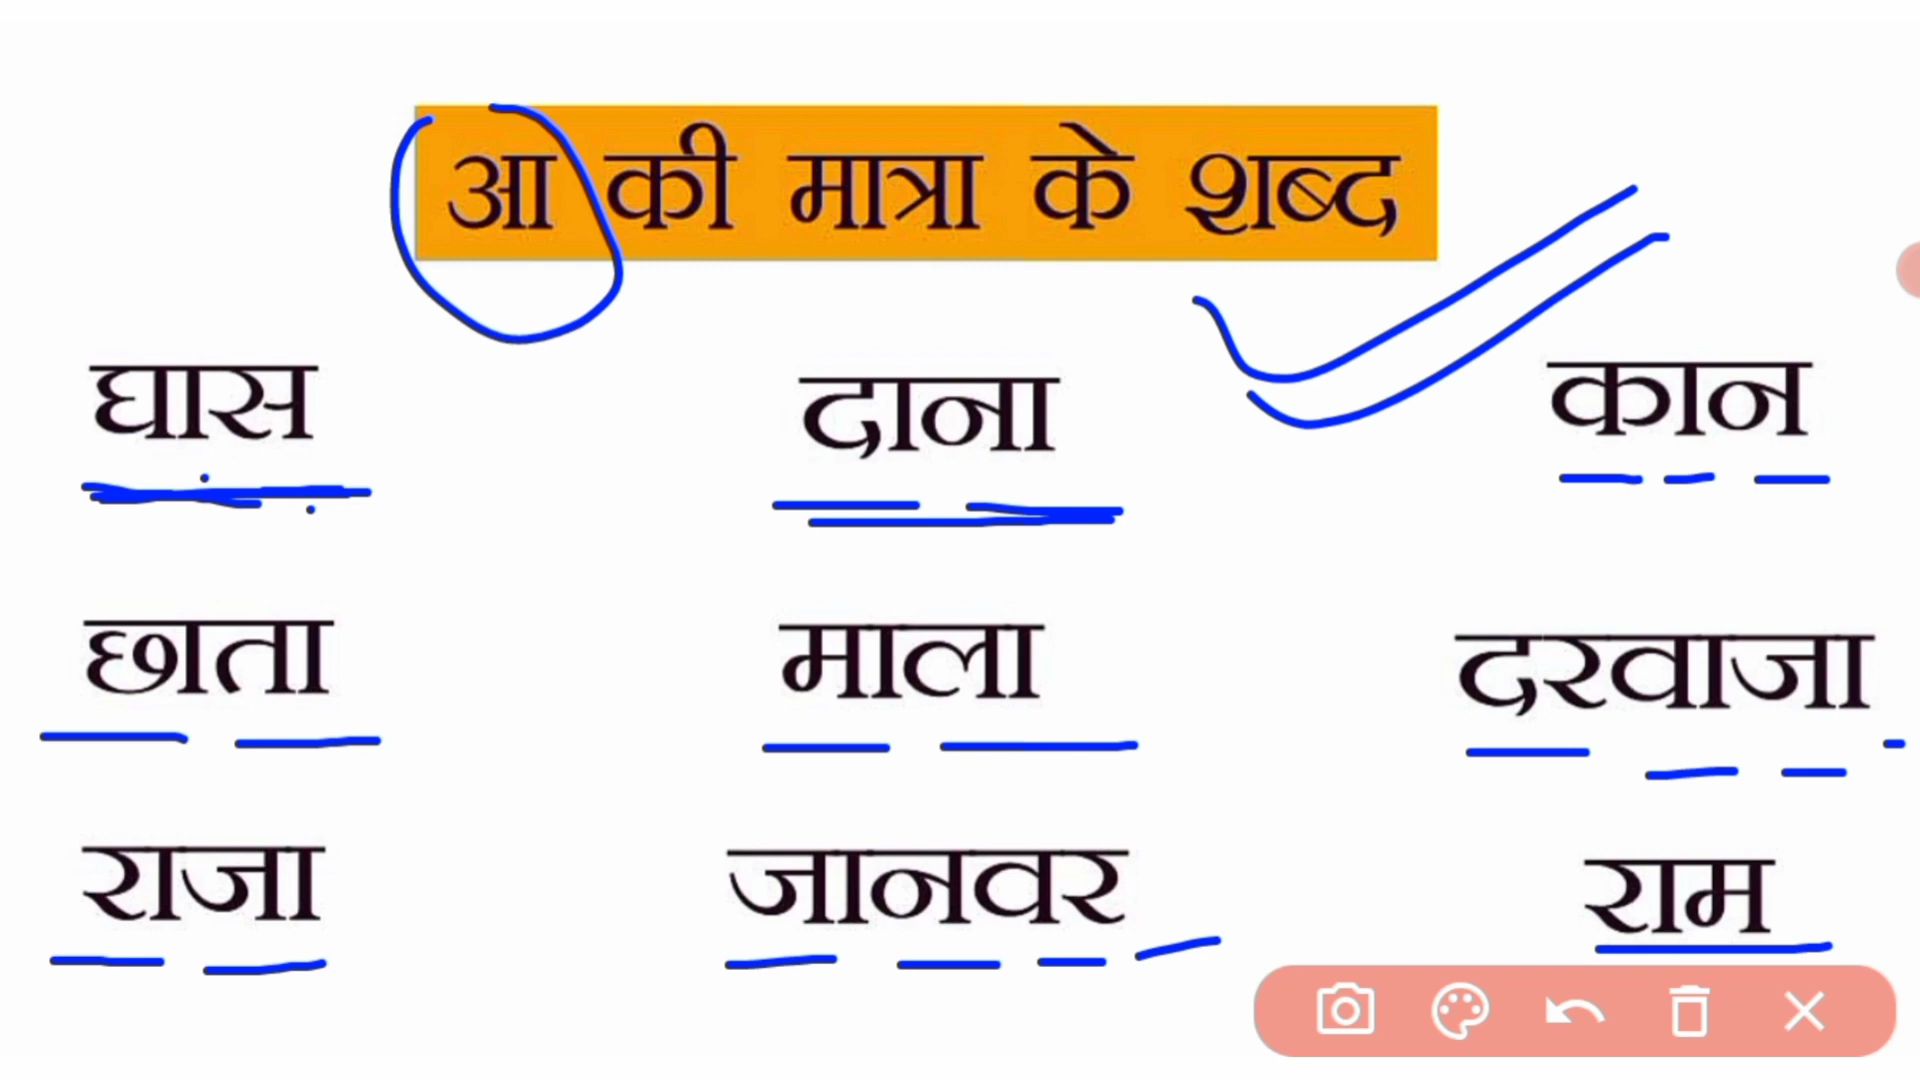 आ की मात्रा के शब्द
घास दाना कान
छाता माला दरवाजा
राजा जानवर राम